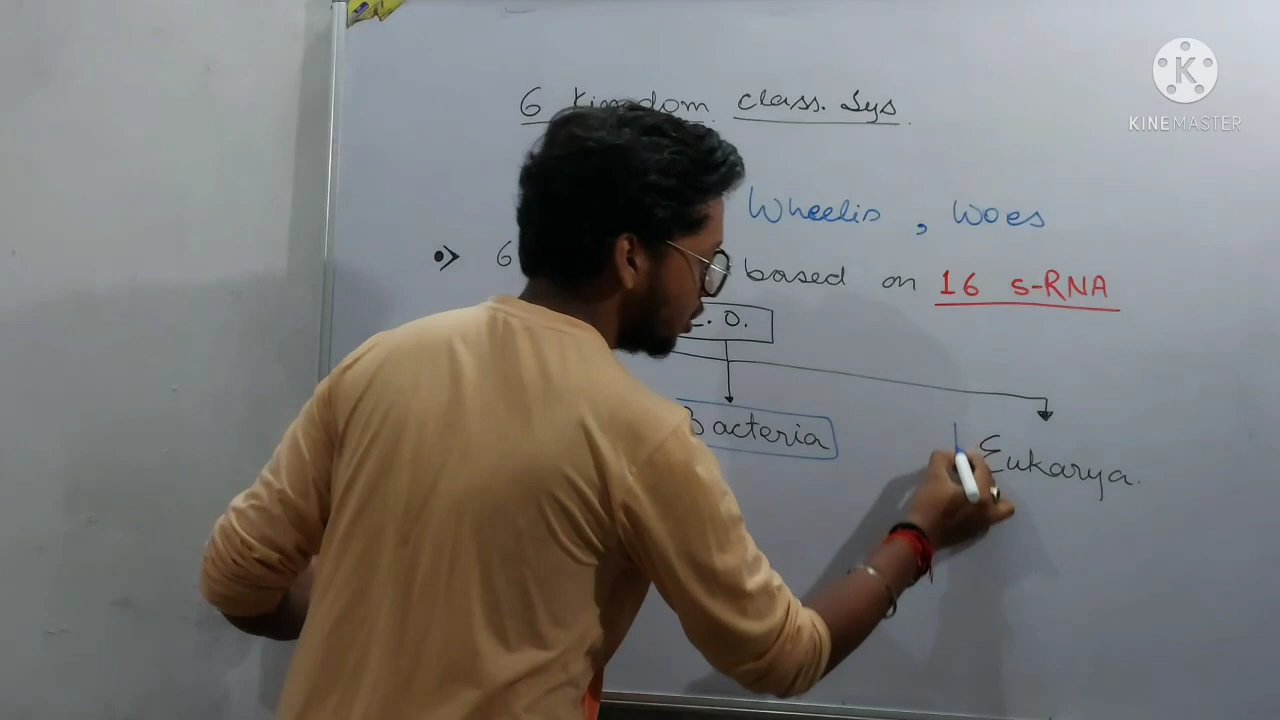 6 Kingdom class. Sys.
Wheelis, Woes
•> 6 based on 16 s-RNA
L.O.
Bacteria
Eukarya.
K
KINEMASTER